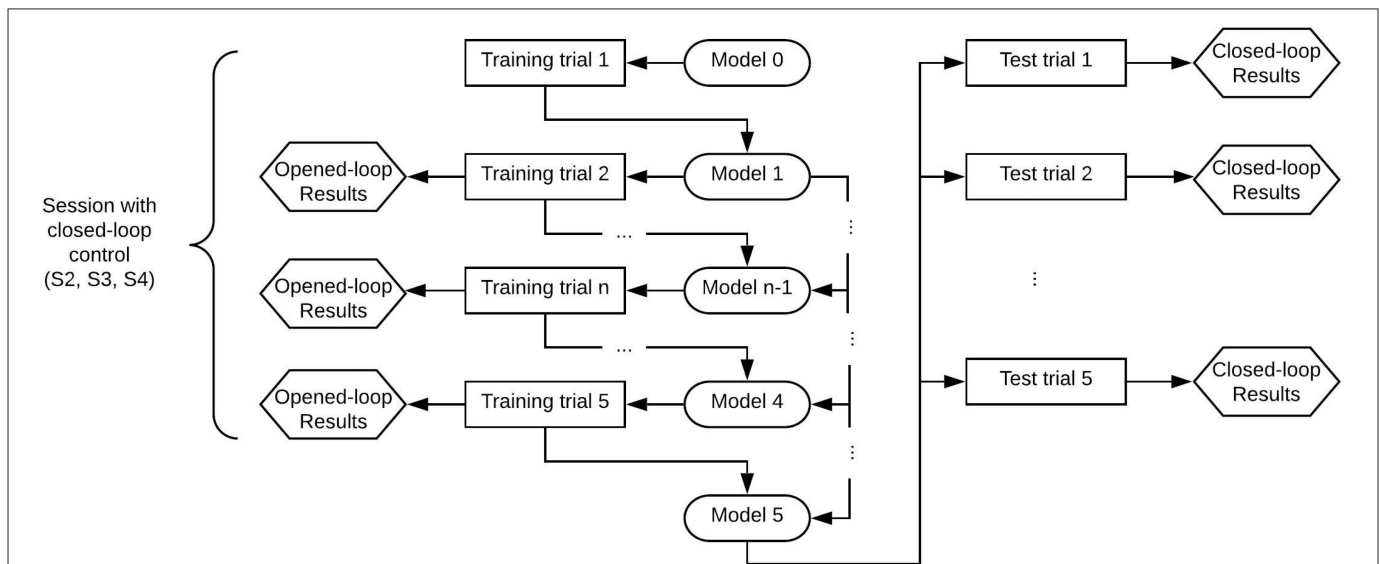 Training trial 1
Model 0
Test trial 1
Closed-loop
Results
Opened-loop
Results
Training trial 2
Model 1
Test trial 2
Closed-loop
Results
Session with
closed-loop
control
(S2, S3, S4)
...
...
...
Opened-loop
Results
Training trial n
Model n-1
...
...
Opened-loop
Results
Training trial 5
Model 4
Test trial 5
Closed-loop
Results
...
Model 5